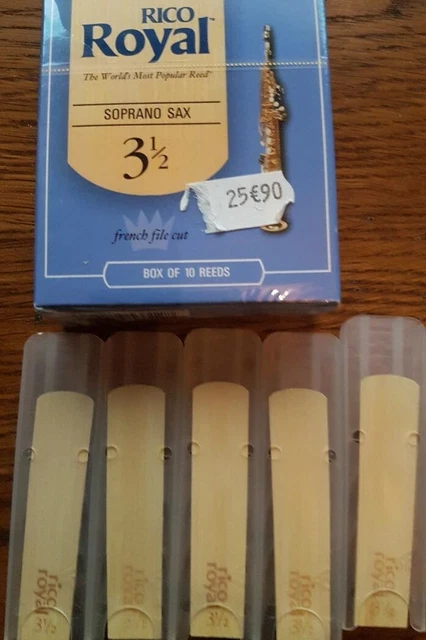 RICO
Royal
The World's Most Popular Reed
SOPRANO SAX
3½
25€90
french file cut
BOX OF 10 REEDS
rico
royal
3½
rico
royal
3½
rico
royal
3½
rico
royal
3½
rico
royal